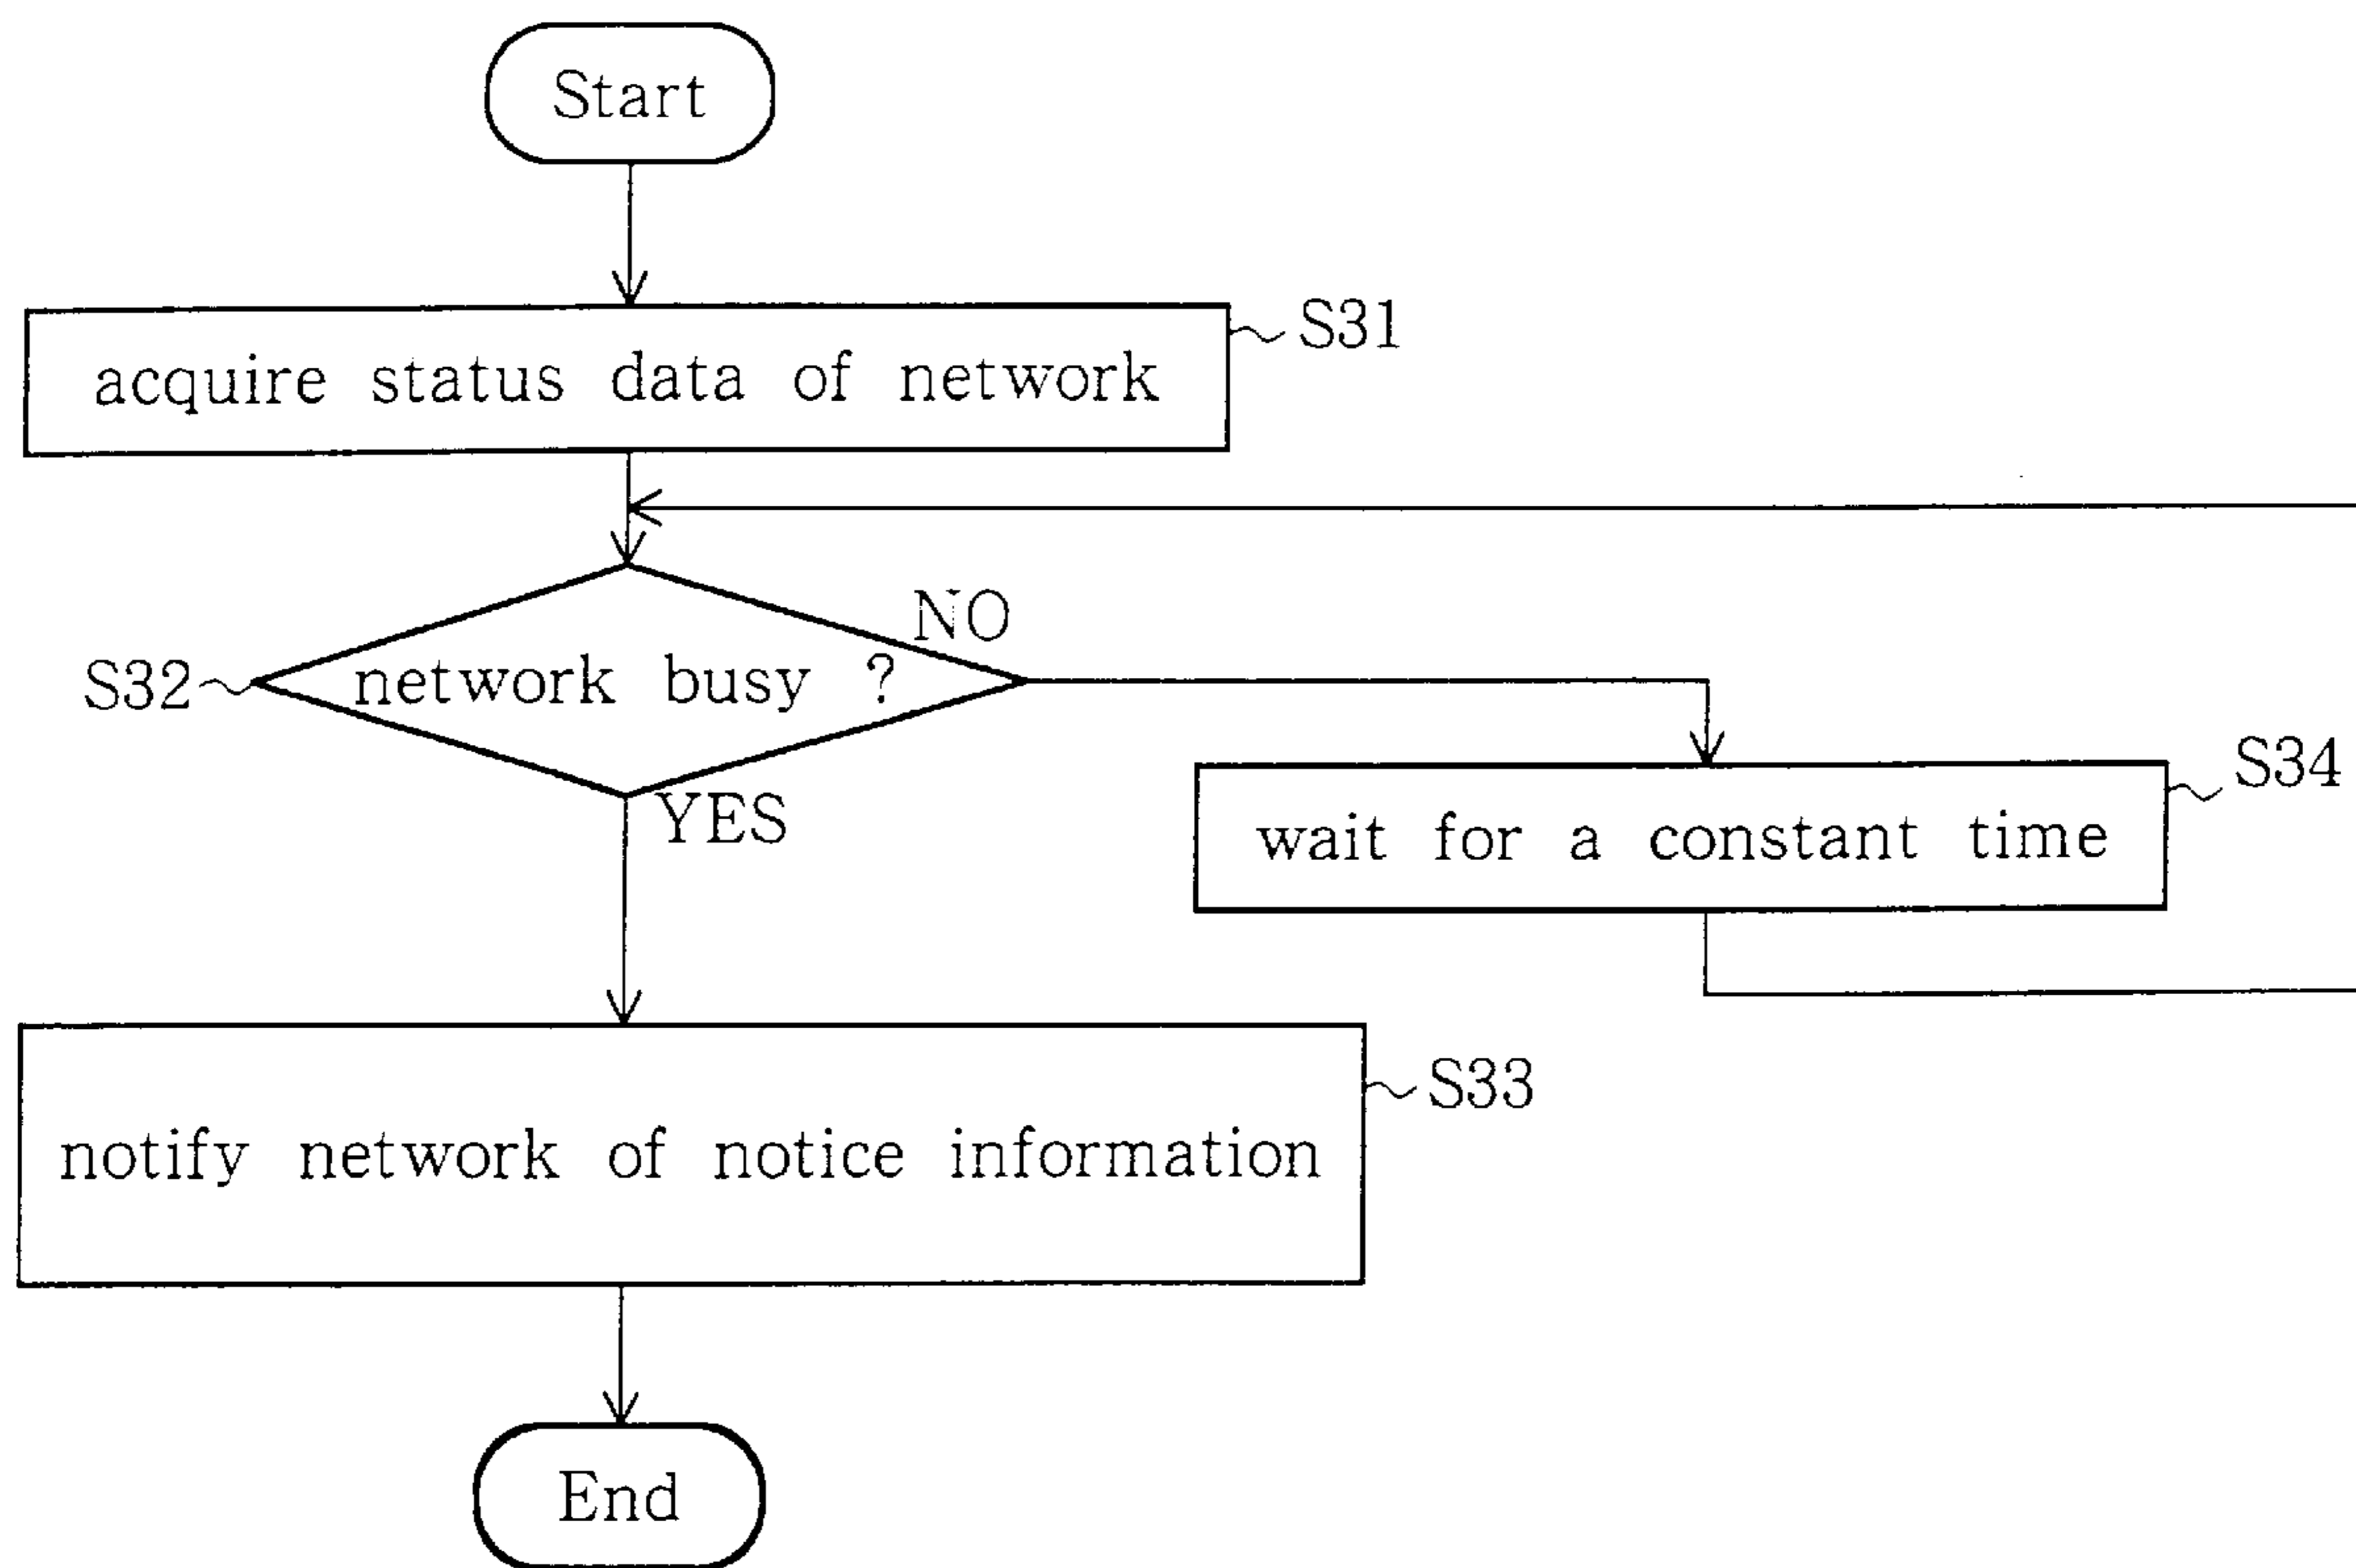 Start
acquire status data of network
S31
NO
S32
network busy ?
YES
S34
wait for a constant time
S33
notify network of notice information
End